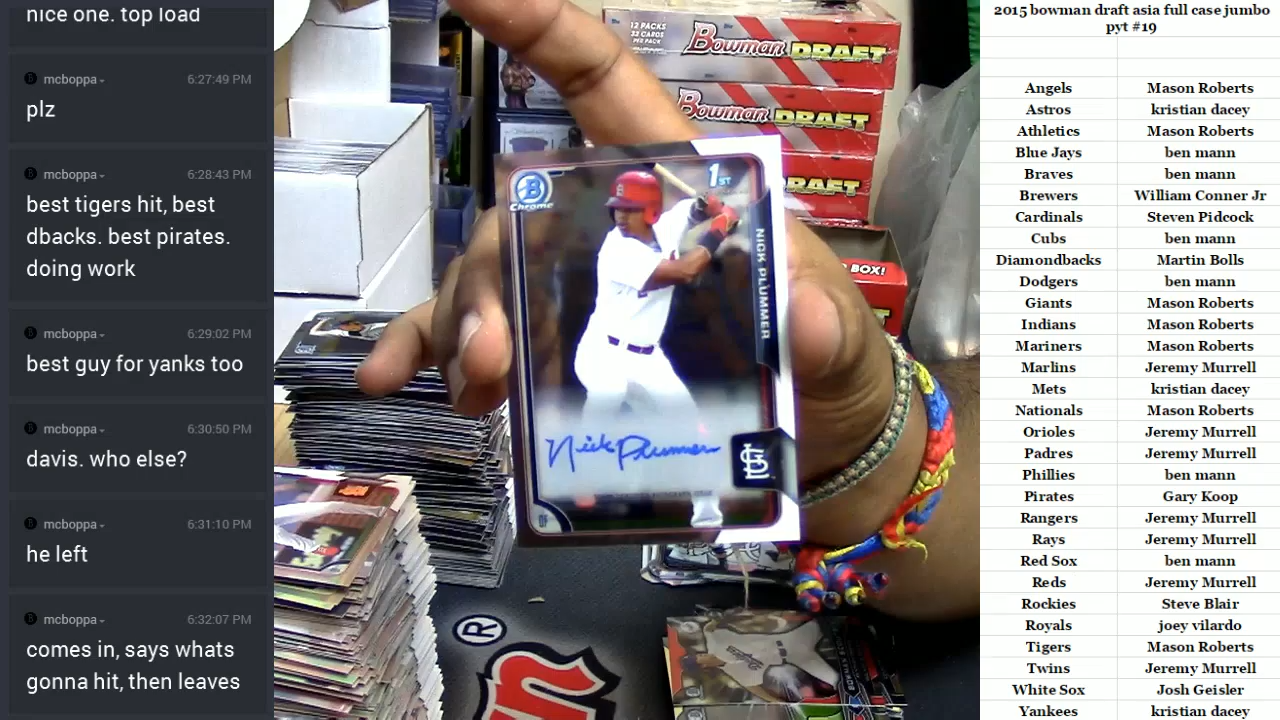 nice one. top load
mcboppa 6:27:49 PM
plz
mcboppa 6:28:43 PM
best tigers hit, best
dbacks. best pirates.
doing work
mcboppa 6:29:02 PM
best guy for yanks too
mcboppa 6:30:50 PM
davis. who else?
mcboppa 6:31:10 PM
he left
mcboppa 6:32:07 PM
comes in, says whats
gonna hit, then leaves
12 PACKS
32 CARDS
PER PACK
Bowman DRAFT
Bowman DRAFT
DRAFT
BOX!
B
Chrome
1ST
NICK PLUMMER
Nick Plummer
STL
OF
®
2015 bowman draft asia full case jumbo
pyt #19
Angels Mason Roberts
Astros kristian dacey
Athletics Mason Roberts
Blue Jays ben mann
Braves ben mann
Brewers William Conner Jr
Cardinals Steven Pidcock
Cubs ben mann
Diamondbacks Martin Bolls
Dodgers ben mann
Giants Mason Roberts
Indians Mason Roberts
Mariners Mason Roberts
Marlins Jeremy Murrell
Mets kristian dacey
Nationals Mason Roberts
Orioles Jeremy Murrell
Padres Jeremy Murrell
Phillies ben mann
Pirates Gary Koop
Rangers Jeremy Murrell
Rays Jeremy Murrell
Red Sox ben mann
Reds Jeremy Murrell
Rockies Steve Blair
Royals joey vilardo
Tigers Mason Roberts
Twins Jeremy Murrell
White Sox Josh Geisler
Yankees kristian dacey